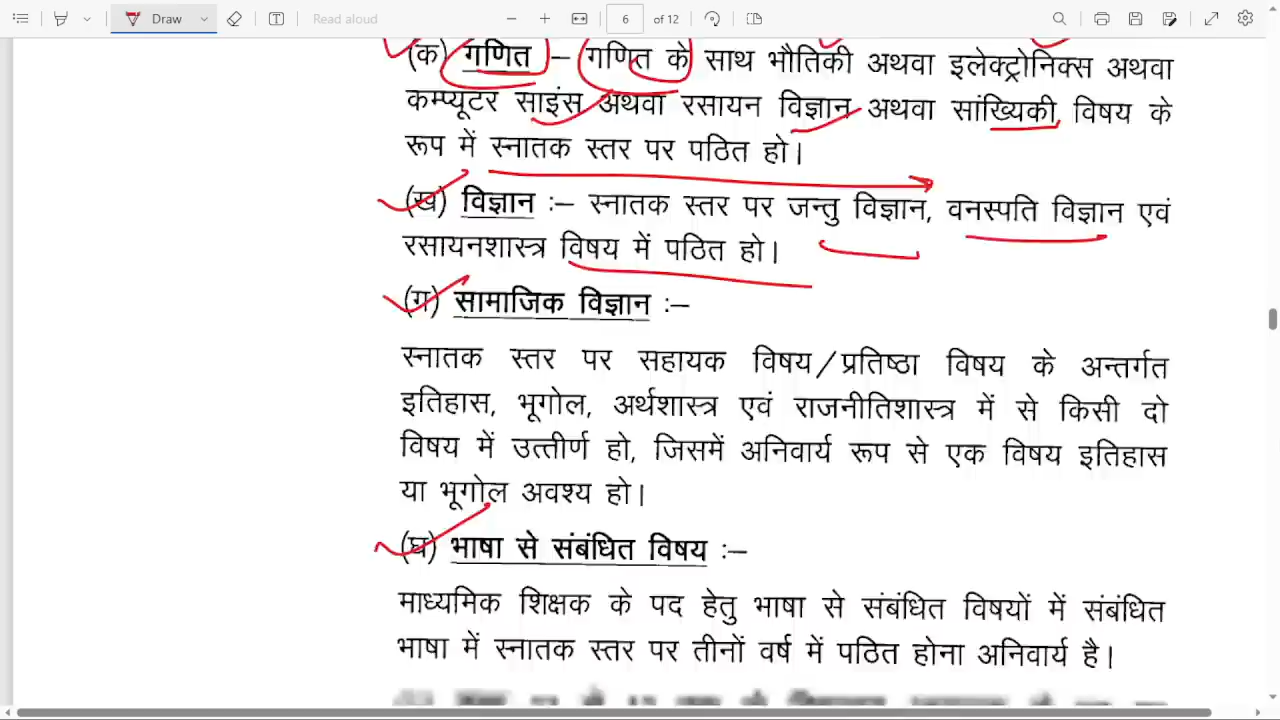 Draw
Read aloud
6
of 12
(क) गणित – गणित के साथ भौतिकी अथवा इलेक्ट्रोनिक्स अथवा
कम्प्यूटर साइंस अथवा रसायन विज्ञान अथवा सांख्यिकी विषय के
रूप में स्नातक स्तर पर पठित हो।
(ख) विज्ञान :– स्नातक स्तर पर जन्तु विज्ञान, वनस्पति विज्ञान एवं
रसायनशास्त्र विषय में पठित हो।
(ग) सामाजिक विज्ञान :–
स्नातक स्तर पर सहायक विषय/प्रतिष्ठा विषय के अन्तर्गत
इतिहास, भूगोल, अर्थशास्त्र एवं राजनीतिशास्त्र में से किसी दो
विषय में उत्तीर्ण हो, जिसमें अनिवार्य रूप से एक विषय इतिहास
या भूगोल अवश्य हो।
(घ) भाषा से संबंधित विषय :–
माध्यमिक शिक्षक के पद हेतु भाषा से संबंधित विषयों में संबंधित
भाषा में स्नातक स्तर पर तीनों वर्ष में पठित होना अनिवार्य है।